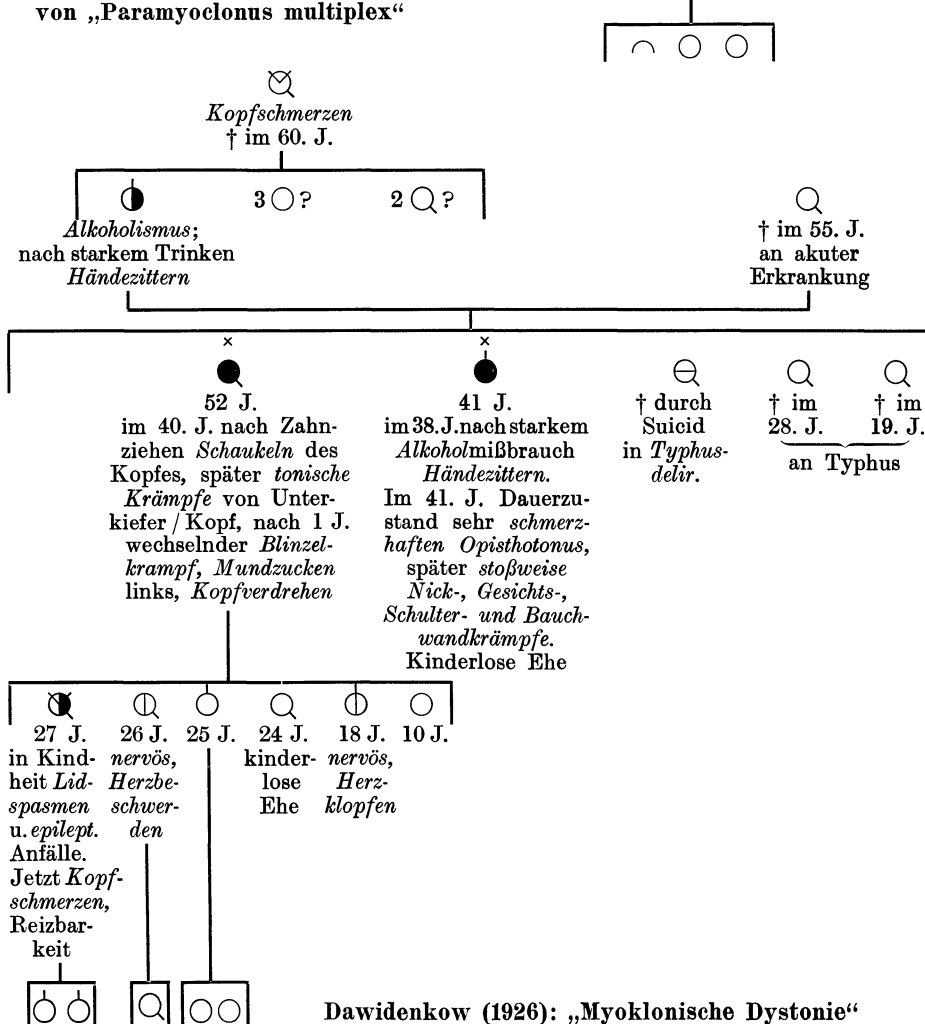 von „Paramyoclonus multiplex“
Kopfschmerzen
† im 60. J.
3 ? 2 ?
Alkoholismus;
nach starkem Trinken
Händezittern
† im 55. J.
an akuter
Erkrankung
× ×
52 J.
im 40. J. nach Zahn-
ziehen Schaukeln des
Kopfes, später tonische
Krämpfe von Unter-
kiefer / Kopf, nach 1 J.
wechselnder Blinzel-
krampf, Mundzucken
links, Kopfverdrehen
41 J.
im 38. J. nach starkem
Alkoholmißbrauch
Händezittern.
Im 41. J. Dauerzu-
stand sehr schmerz-
haften Opisthotonus,
später stoßweise
Nick-, Gesichts-,
Schulter- und Bauch-
wandkrämpfe.
Kinderlose Ehe
† durch
Suicid
in Typhus-
delir.
† im
28. J.
† im
19. J.
an Typhus
27 J.
in Kind-
heit Lid-
spasmen
u. epilept.
Anfälle.
Jetzt Kopf-
schmerzen,
Reizbar-
keit
26 J.
nervös,
Herzbe-
schwer-
den
25 J.
24 J.
kinder-
lose
Ehe
18 J.
nervös,
Herz-
klopfen
10 J.
Dawidenkow (1926): „Myoklonische Dystonie“